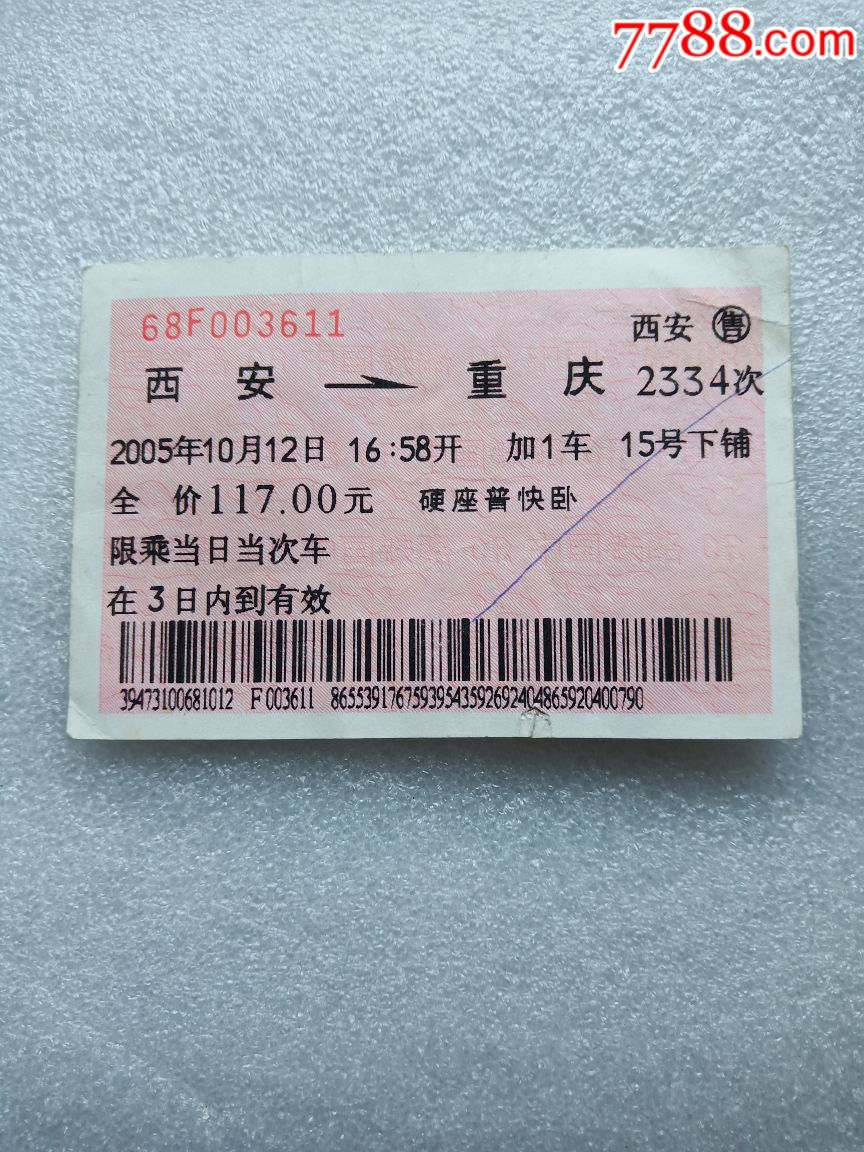 7788.com
68F003611 西安 售
西安 重庆 2334次
2005年10月12日 16:58开 加1车 15号下铺
全 价117.00元 硬座普快卧
限乘当日当次车
在3日内到有效
39473100681012 F003611 86553917675939543592692404865920400790